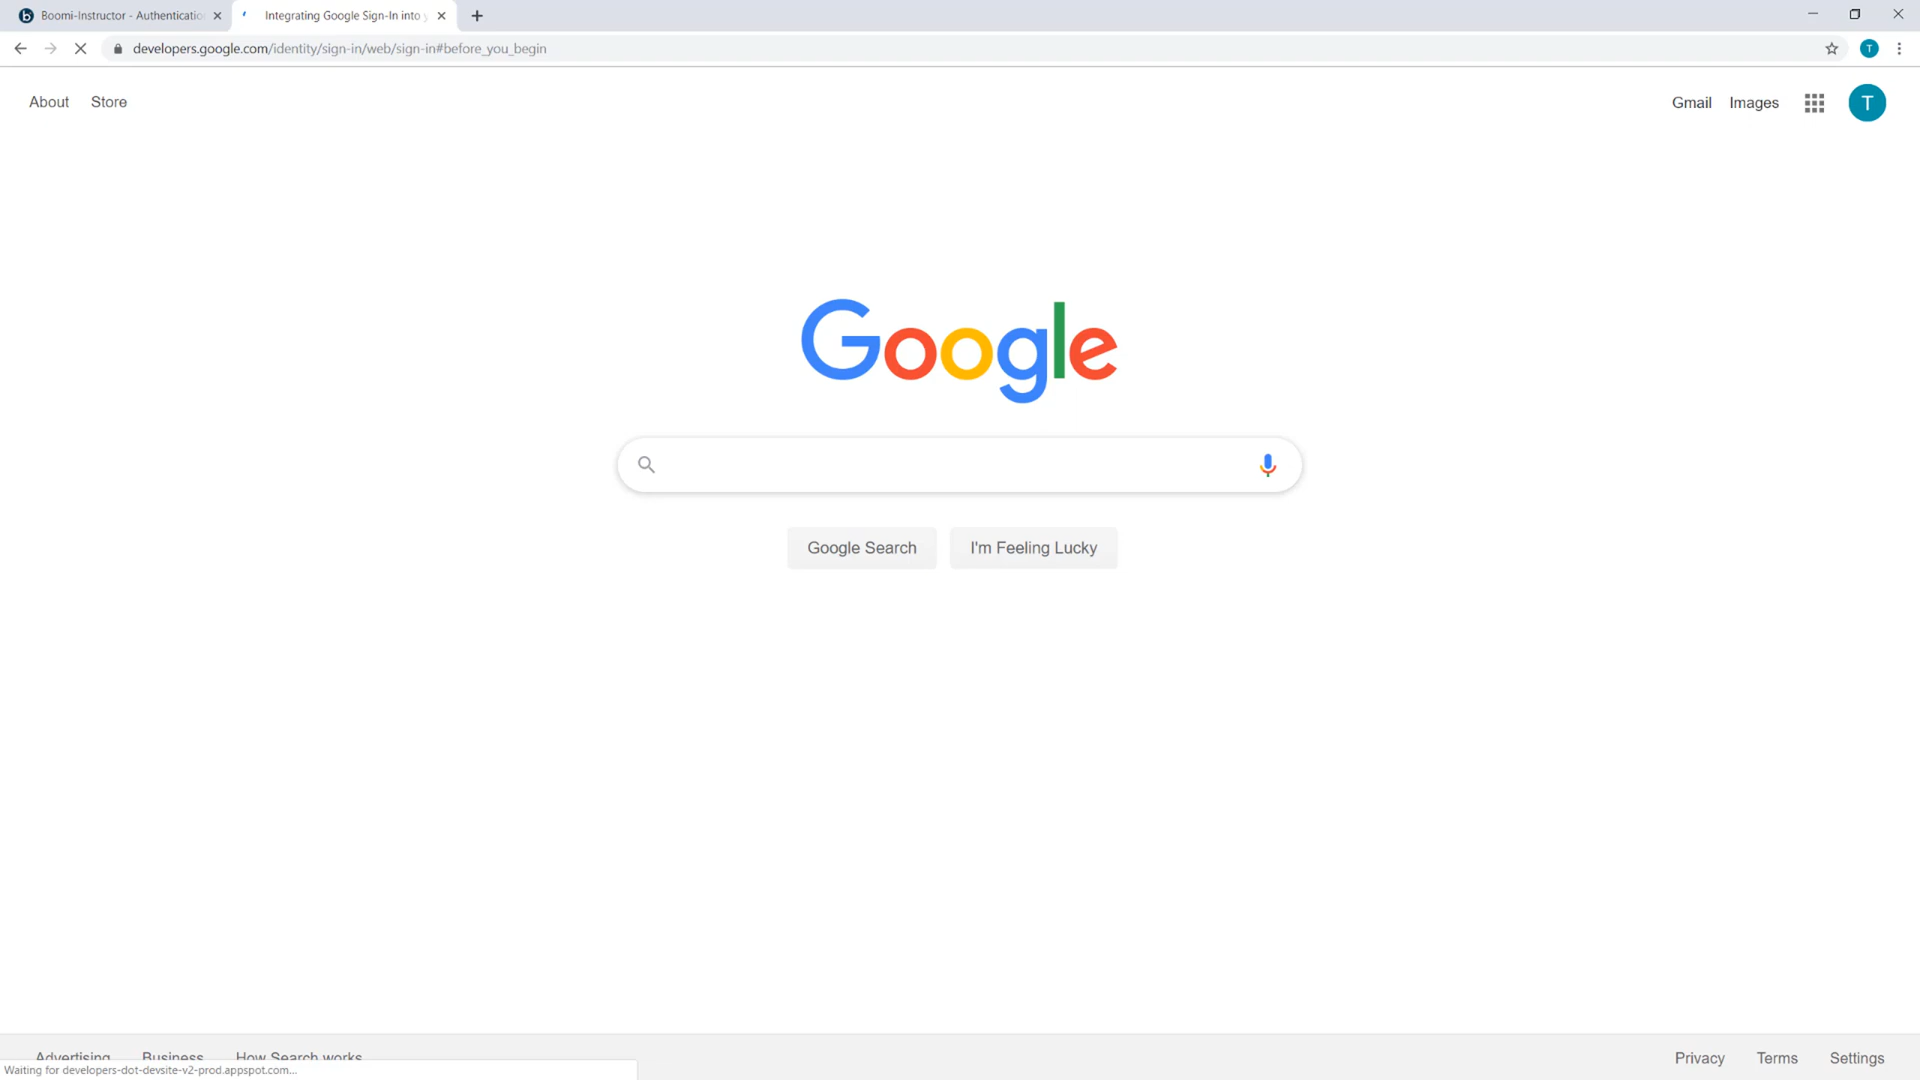 Boomi-Instructor - Authenticatio
Integrating Google Sign-In into y
developers.google.com/identity/sign-in/web/sign-in#before_you_begin
T
About Store
Gmail Images T
Google
Google Search I'm Feeling Lucky
Advertising Business How Search works
Privacy Terms Settings
Waiting for developers-dot-devsite-v2-prod.appspot.com...